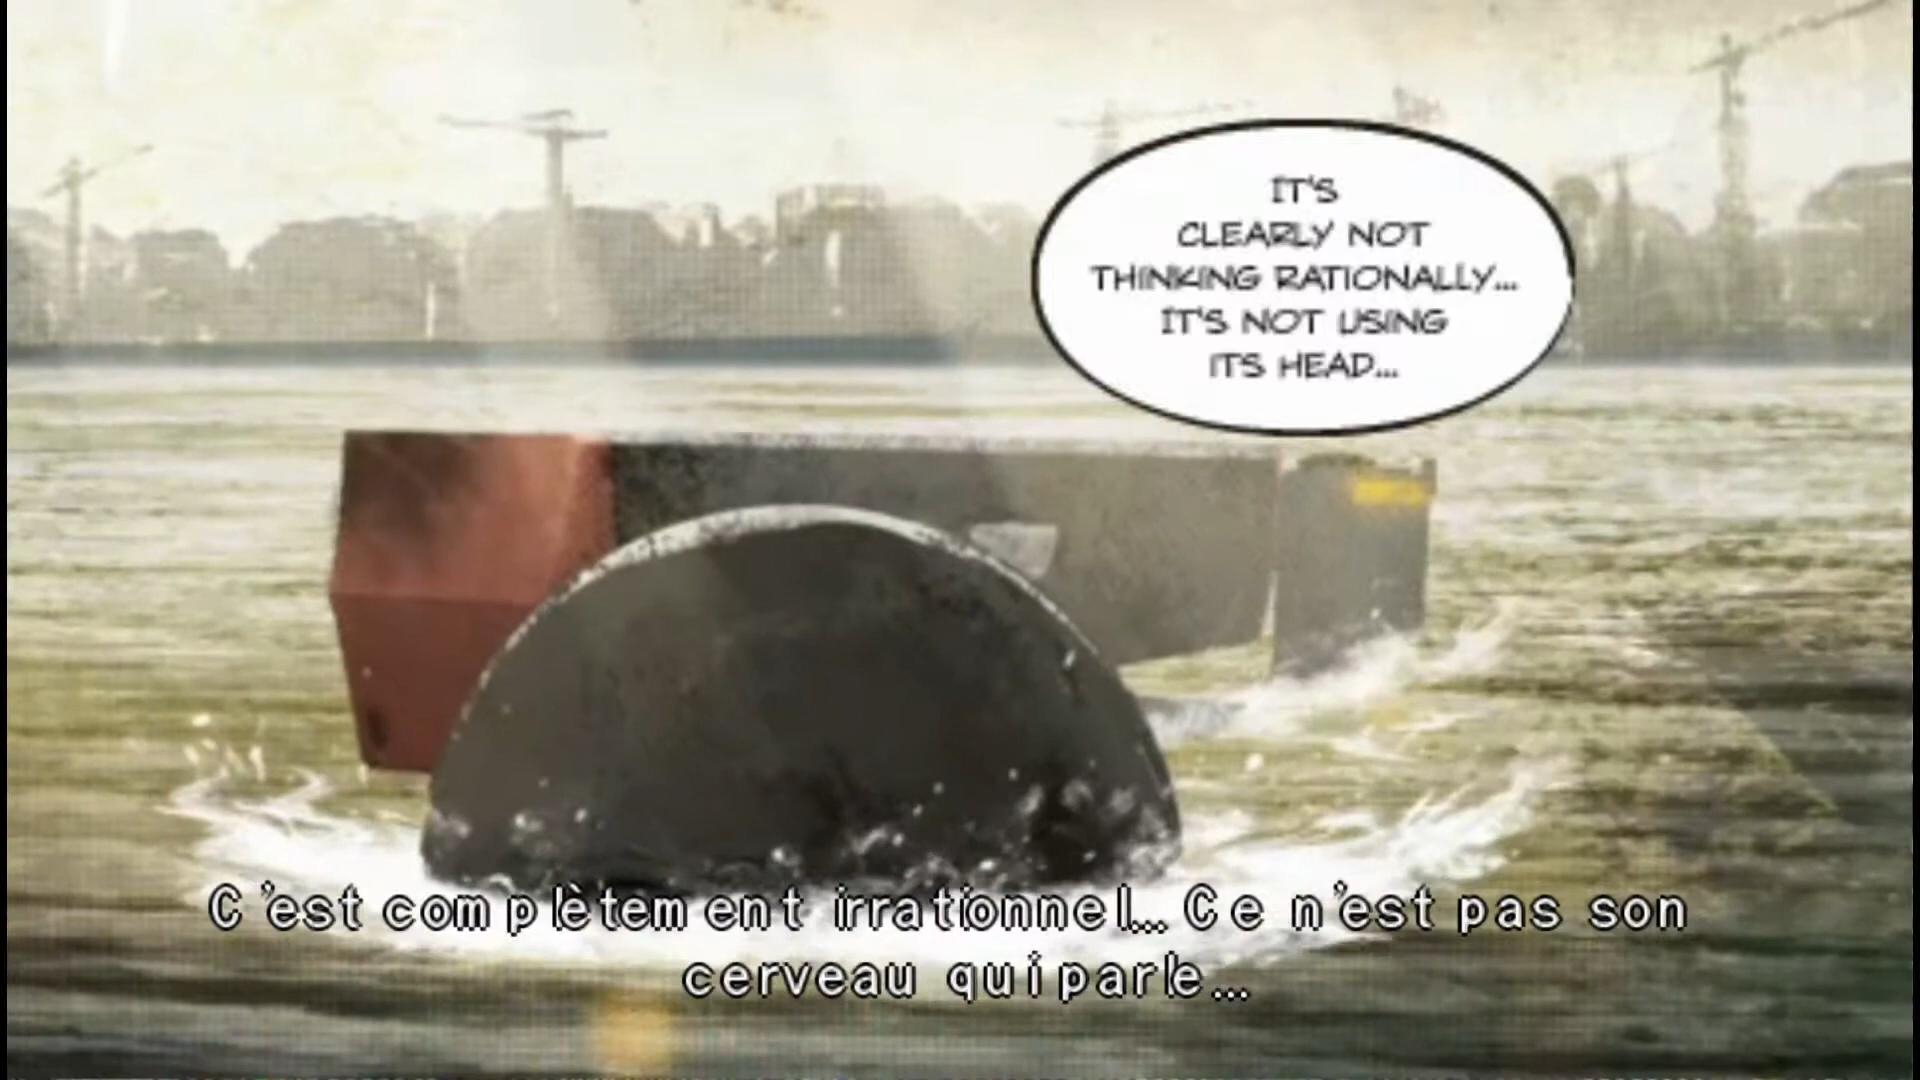 IT'S
CLEARLY NOT
THINKING RATIONALLY...
IT'S NOT USING
ITS HEAD...
C'est complètement irrationnel... Ce n'est pas son
cerveau qui parle...